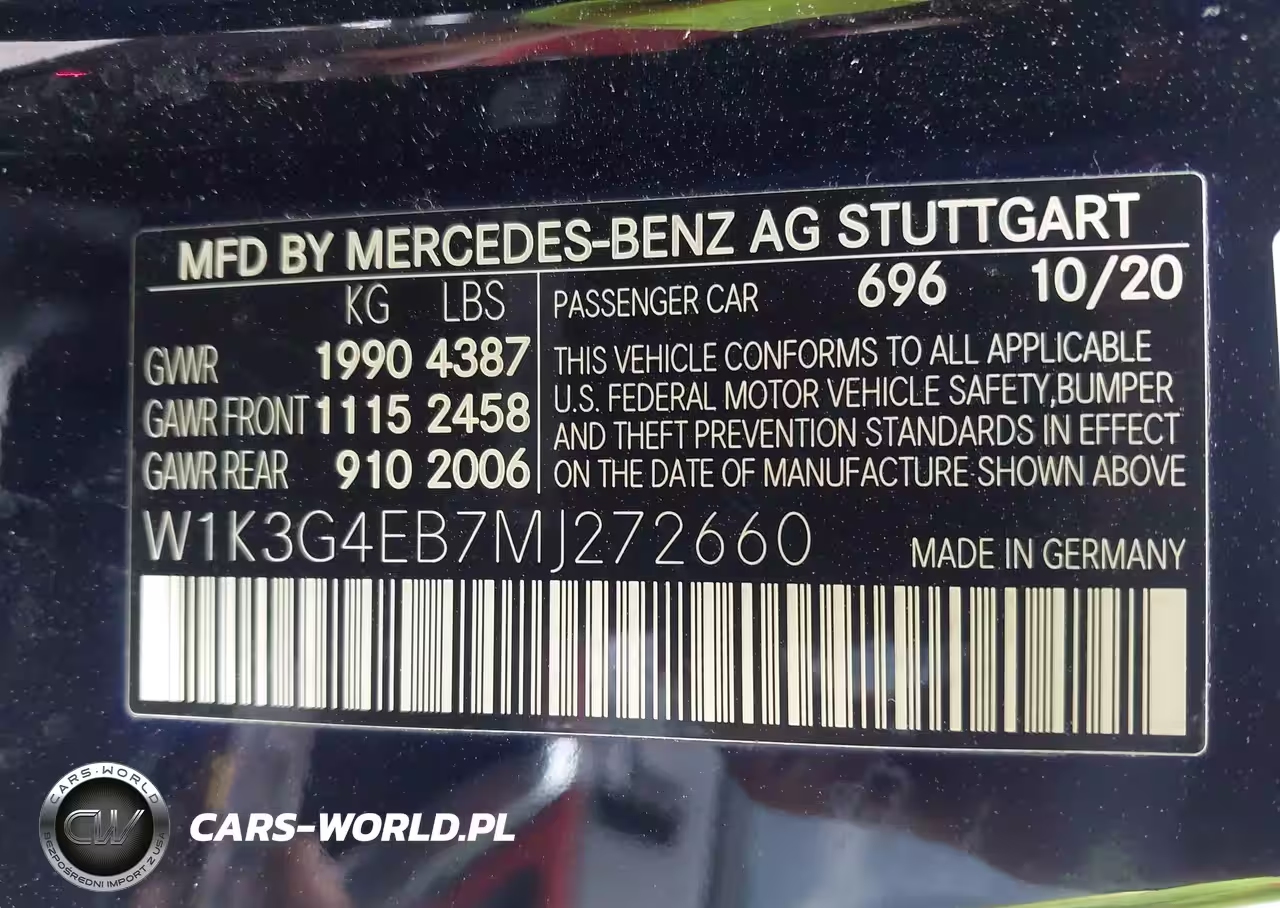 MFD BY MERCEDES-BENZ AG STUTTGART
KG LBS
PASSENGER CAR 696 10/20
GVWR 1990 4387
GAWR FRONT 1115 2458
GAWR REAR 910 2006
THIS VEHICLE CONFORMS TO ALL APPLICABLE
U.S. FEDERAL MOTOR VEHICLE SAFETY,BUMPER
AND THEFT PREVENTION STANDARDS IN EFFECT
ON THE DATE OF MANUFACTURE SHOWN ABOVE
W1K3G4EB7MJ272660
MADE IN GERMANY
CARS-WORLD
CW
BEZPOŚREDNI IMPORT Z USA
CARS-WORLD.PL